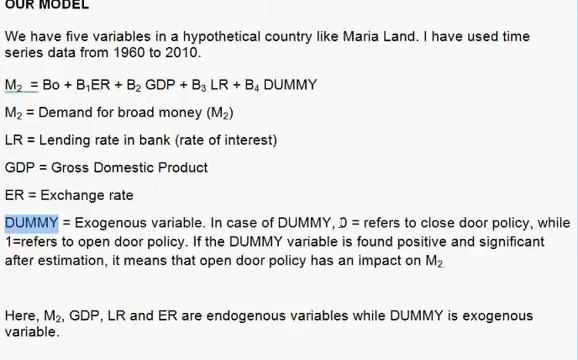 OUR MODEL
We have five variables in a hypothetical country like Maria Land. I have used time
series data from 1960 to 2010.
M₂ = Bo + B₁ER + B₂ GDP + B₃ LR + B₄ DUMMY
M₂ = Demand for broad money (M₂)
LR = Lending rate in bank (rate of interest)
GDP = Gross Domestic Product
ER = Exchange rate
DUMMY = Exogenous variable. In case of DUMMY, 0 = refers to close door policy, while
1=refers to open door policy. If the DUMMY variable is found positive and significant
after estimation, it means that open door policy has an impact on M₂.
Here, M₂, GDP, LR and ER are endogenous variables while DUMMY is exogenous
variable.